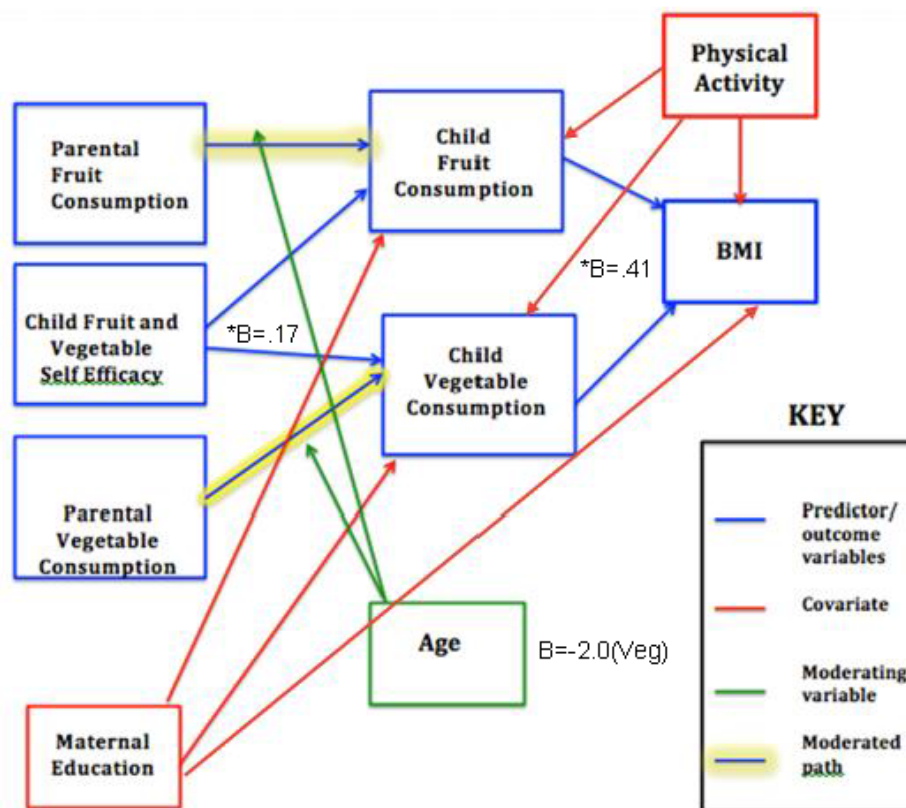 Physical
Activity
Parental
Fruit
Consumption
Child
Fruit
Consumption
BMI
*B=.41
Child Fruit and
Vegetable
Self Efficacy
*B=.17
Child
Vegetable
Consumption
Parental
Vegetable
Consumption
Age
B=-2.0(Veg)
Maternal
Education
KEY
Predictor/
outcome
variables
Covariate
Moderating
variable
Moderated
path